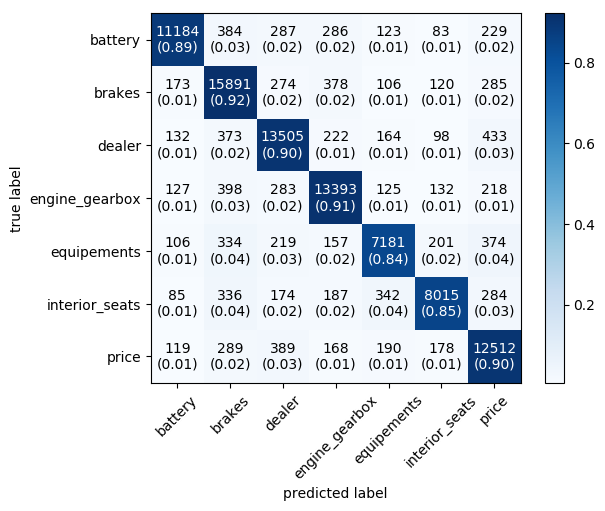 battery 11184 384 287 286 123 83 229
(0.89) (0.03) (0.02) (0.02) (0.01) (0.01) (0.02)
brakes 173 15891 274 378 106 120 285
(0.01) (0.92) (0.02) (0.02) (0.01) (0.01) (0.02)
dealer 132 373 13505 222 164 98 433
(0.01) (0.02) (0.90) (0.01) (0.01) (0.01) (0.03)
engine_gearbox 127 398 283 13393 125 132 218
(0.01) (0.03) (0.02) (0.91) (0.01) (0.01) (0.01)
equipements 106 334 219 157 7181 201 374
(0.01) (0.04) (0.03) (0.02) (0.84) (0.02) (0.04)
interior_seats 85 336 174 187 342 8015 284
(0.01) (0.04) (0.02) (0.02) (0.04) (0.85) (0.03)
price 119 289 389 168 190 178 12512
(0.01) (0.02) (0.03) (0.01) (0.01) (0.01) (0.90)
true label
battery brakes dealer engine_gearbox equipements interior_seats price
predicted label
0.8
0.6
0.4
0.2